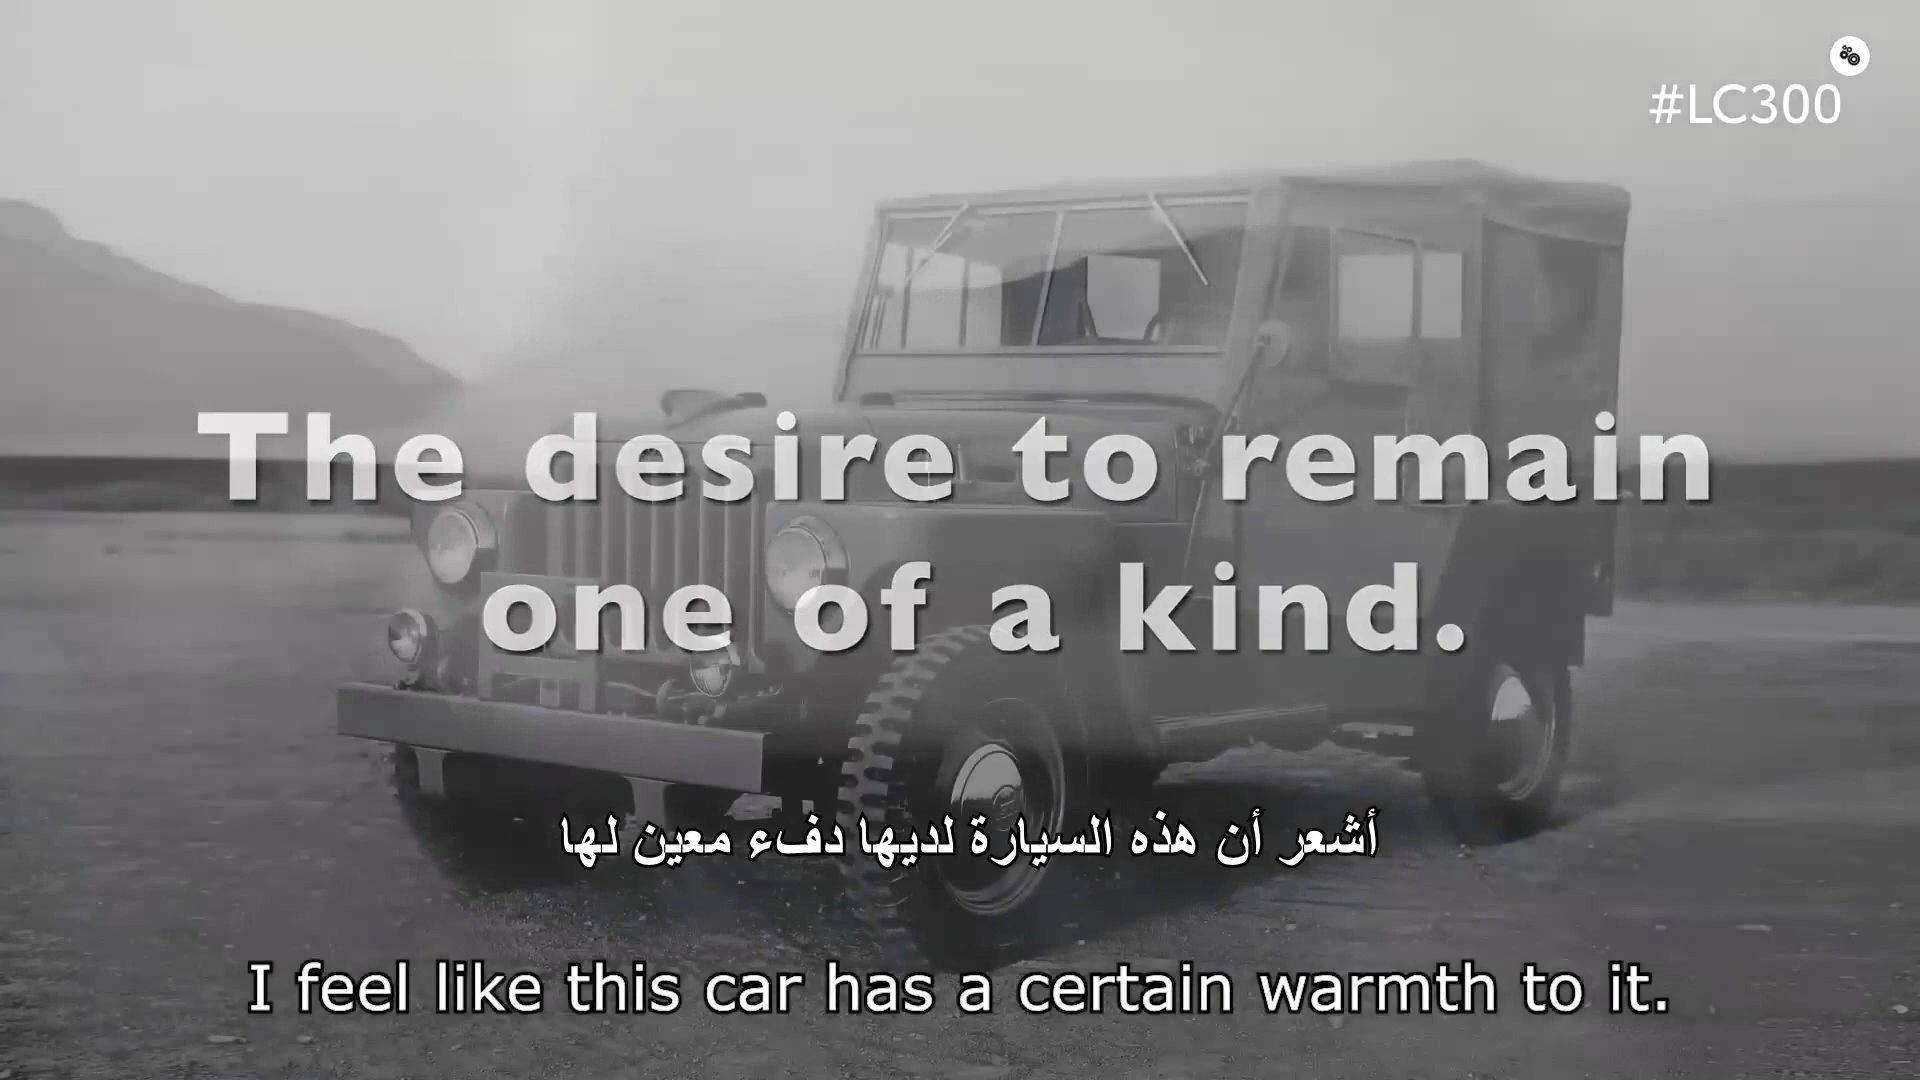 #LC300
The desire to remain
one of a kind.
أشعر أن هذه السيارة لديها دفء معين لها
I feel like this car has a certain warmth to it.